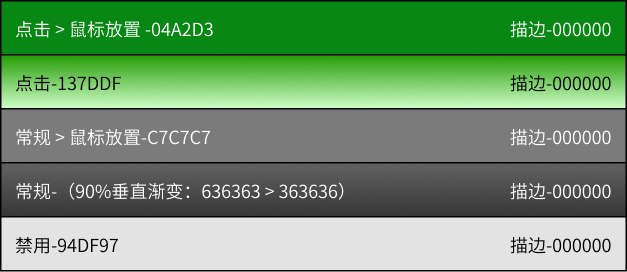 点击 > 鼠标放置 -04A2D3 描边-000000
点击-137DDF 描边-000000
常规 > 鼠标放置-C7C7C7 描边-000000
常规-（90%垂直渐变：636363 > 363636） 描边-000000
禁用-94DF97 描边-000000